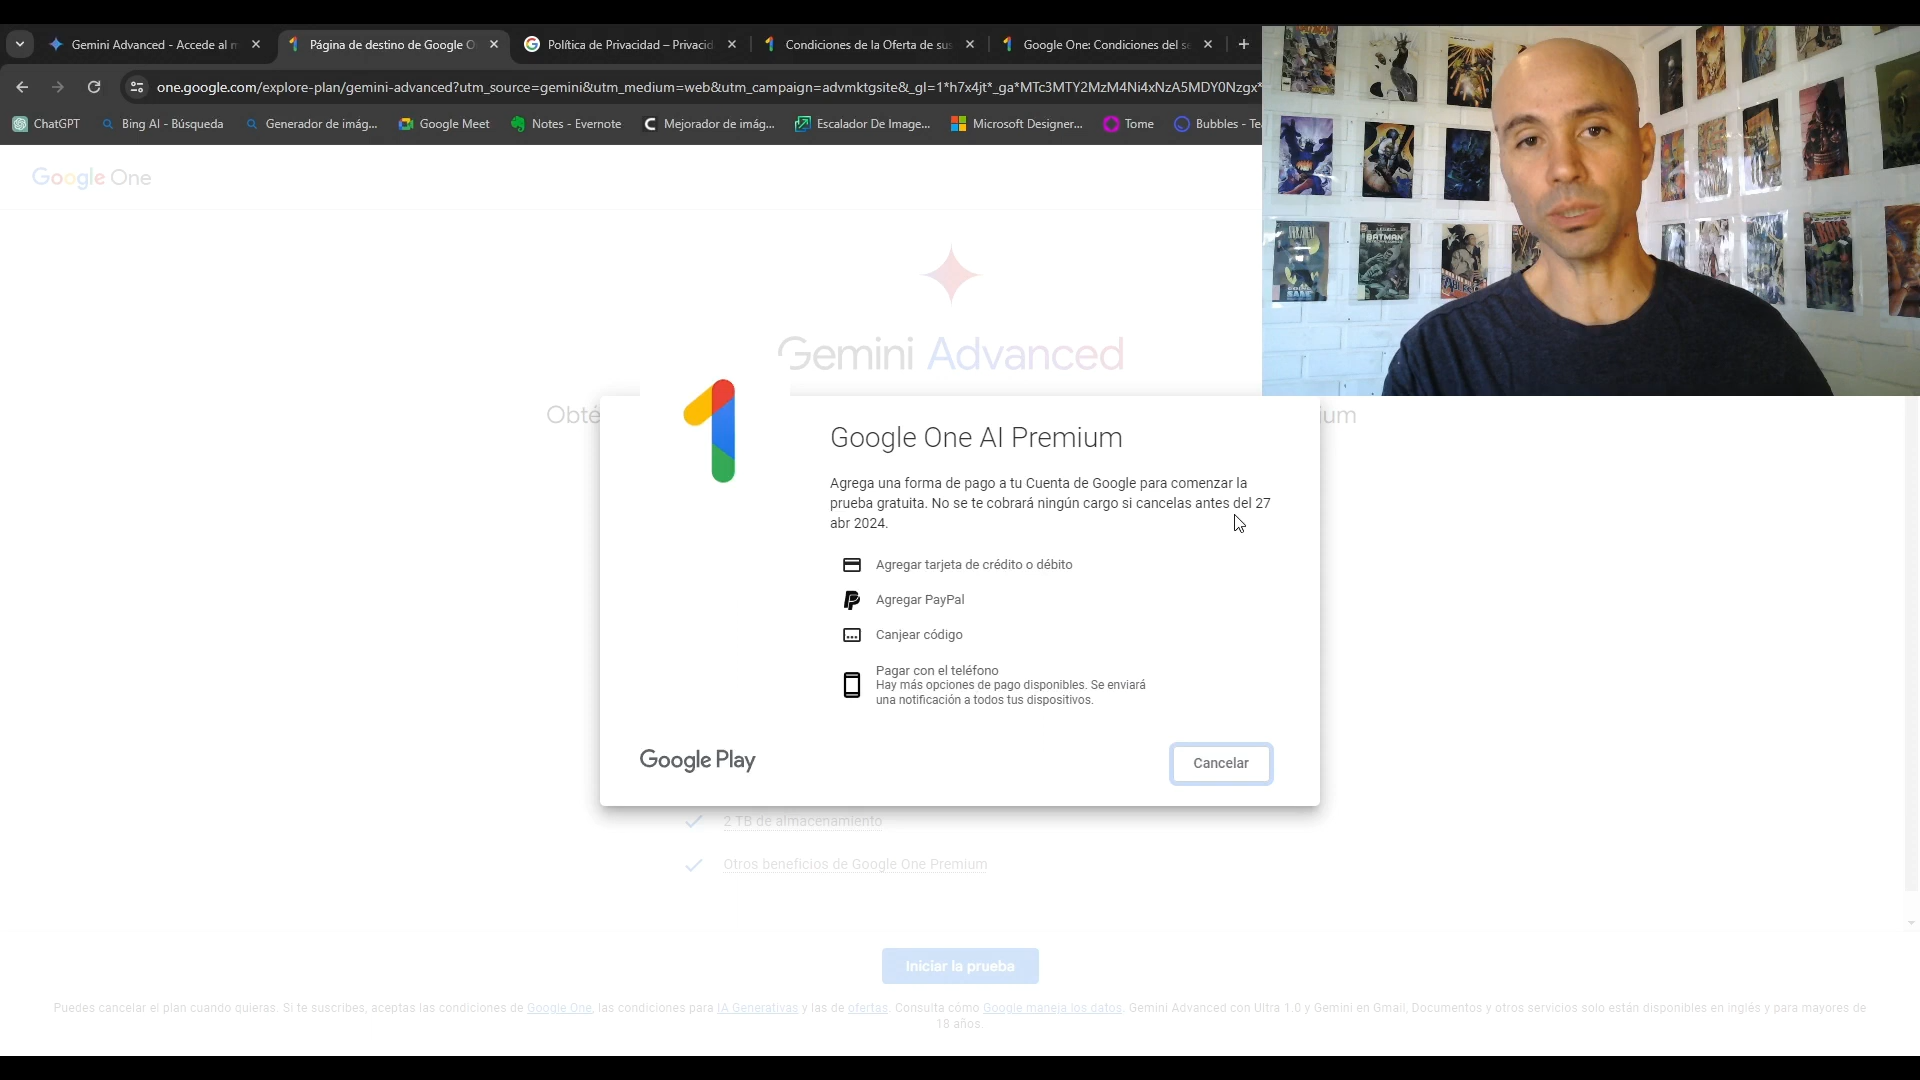 Gemini Advanced - Accede al m
Página de destino de Google O
Política de Privacidad – Privacid
Condiciones de la Oferta de sus
Google One: Condiciones del se
one.google.com/explore-plan/gemini-advanced?utm_source=gemini&utm_medium=web&utm_campaign=advmktgsite&_gl=1*h7x4jt*_ga*MTc3MTY2MzM4Ni4xNzA5MDY0Nzgx*
ChatGPT
Bing AI - Búsqueda
Generador de imág...
Google Meet
Notes - Evernote
Mejorador de imág...
Escalador De Image...
Microsoft Designer...
Tome
Bubbles - Te
Google One
Gemini Advanced
Obté
ium
Google One AI Premium
Agrega una forma de pago a tu Cuenta de Google para comenzar la
prueba gratuita. No se te cobrará ningún cargo si cancelas antes del 27
abr 2024.
Agregar tarjeta de crédito o débito
Agregar PayPal
Canjear código
Pagar con el teléfono
Hay más opciones de pago disponibles. Se enviará
una notificación a todos tus dispositivos.
Google Play
Cancelar
2 TB de almacenamiento
Otros beneficios de Google One Premium
Iniciar la prueba
Puedes cancelar el plan cuando quieras. Si te suscribes, aceptas las condiciones de Google One, las condiciones para IA Generativas y las de ofertas. Consulta cómo Google maneja los datos. Gemini Advanced con Ultra 1.0 y Gemini en Gmail, Documentos y otros servicios solo están disponibles en inglés y para mayores de
18 años.
BATMAN